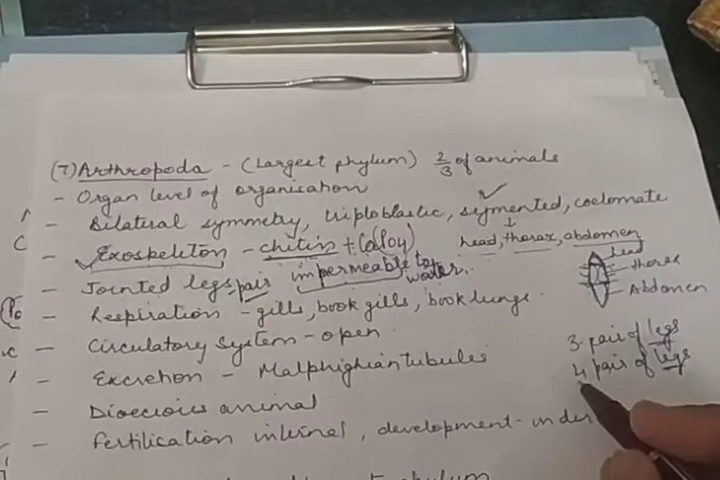 (7) Arthropoda - (Largest phylum) 2/3 of animals
- Organ level of organisation
- Bilateral symmetry, triploblastic, segmented, coelomate
head, thorax, abdomen
- Exoskeleton - chitin +
- Jointed legs pair impermeable to water.
head
thorax
Abdomen
- Respiration - gills, book gills, book lungs.
- Circulatory System - open.
3 pair of legs
4 pair of legs
- Excretion - Malphighian tubules
- Dioecious animal
- fertilication internal, development - in
phylum